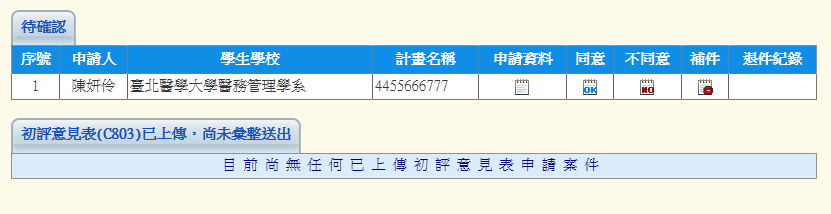 待確認
序號 申請人 學生學校 計畫名稱 申請資料 同意 不同意 補件 退件紀錄
1 陳妍伶 臺北醫學大學醫務管理學系 4455666777 OK NO
初評意見表(C803)已上傳，尚未彙整送出
目前尚無任何已上傳初評意見表申請案件